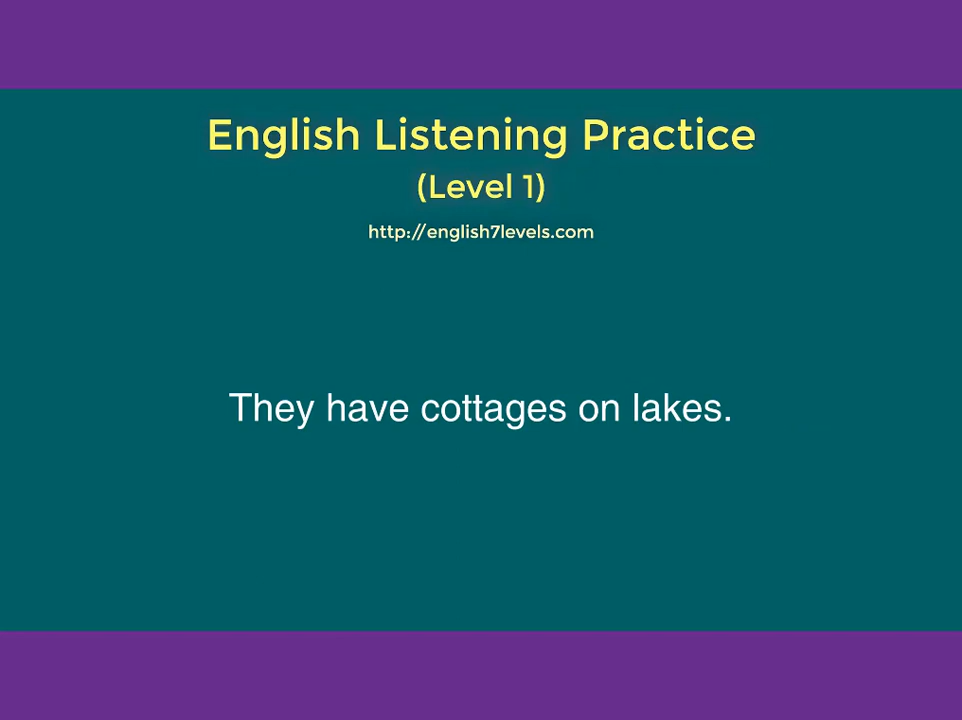 English Listening Practice
(Level 1)
http://english7levels.com
They have cottages on lakes.